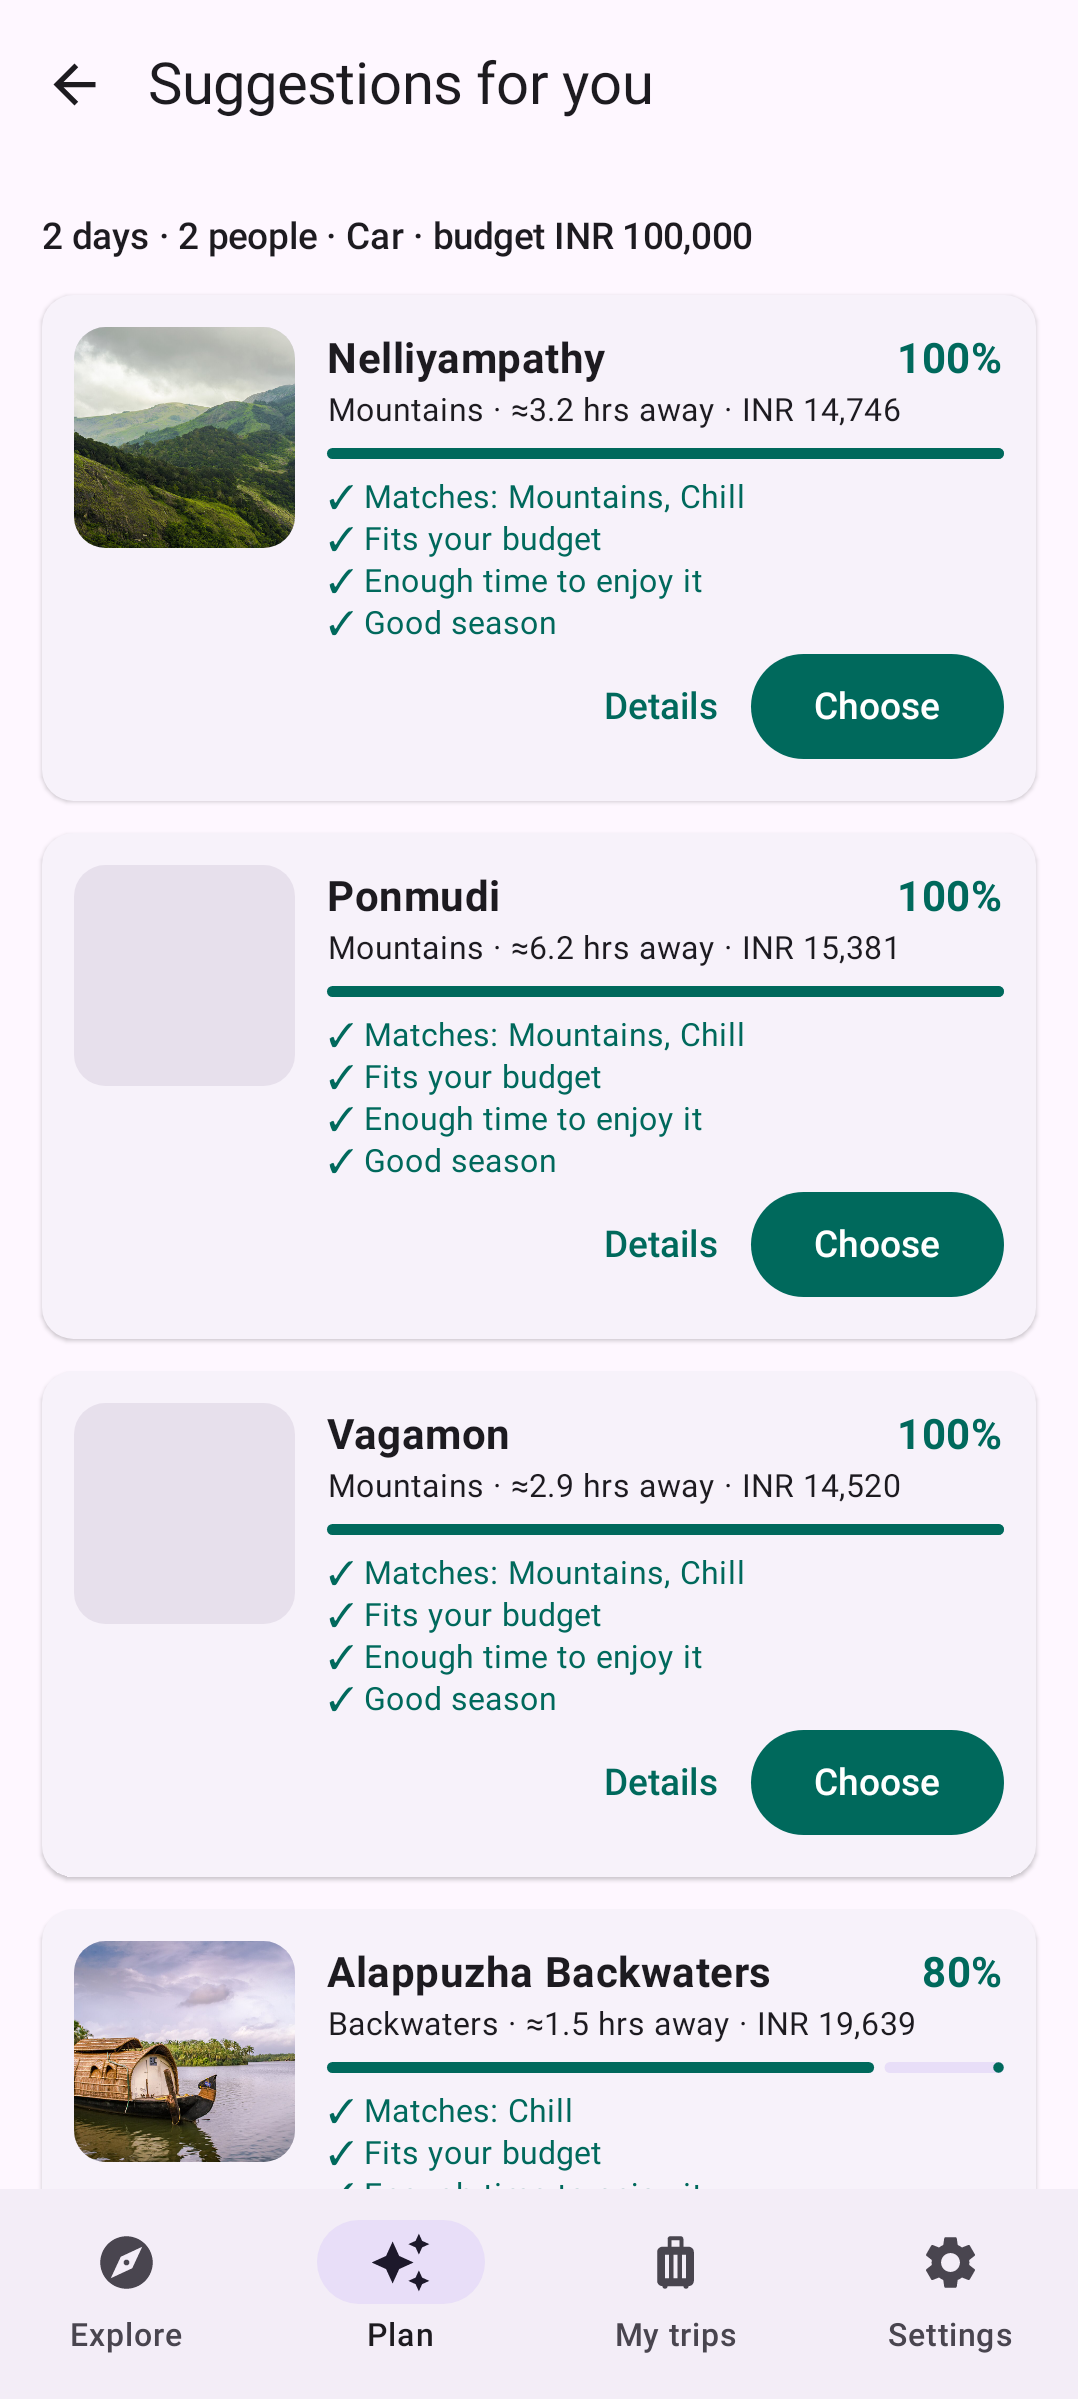 Suggestions for you
2 days · 2 people · Car · budget INR 100,000
Nelliyampathy 100%
Mountains · ≈3.2 hrs away · INR 14,746
✓ Matches: Mountains, Chill
✓ Fits your budget
✓ Enough time to enjoy it
✓ Good season
Details Choose
Ponmudi 100%
Mountains · ≈6.2 hrs away · INR 15,381
✓ Matches: Mountains, Chill
✓ Fits your budget
✓ Enough time to enjoy it
✓ Good season
Details Choose
Vagamon 100%
Mountains · ≈2.9 hrs away · INR 14,520
✓ Matches: Mountains, Chill
✓ Fits your budget
✓ Enough time to enjoy it
✓ Good season
Details Choose
Alappuzha Backwaters 80%
Backwaters · ≈1.5 hrs away · INR 19,639
✓ Matches: Chill
✓ Fits your budget
Explore Plan My trips Settings